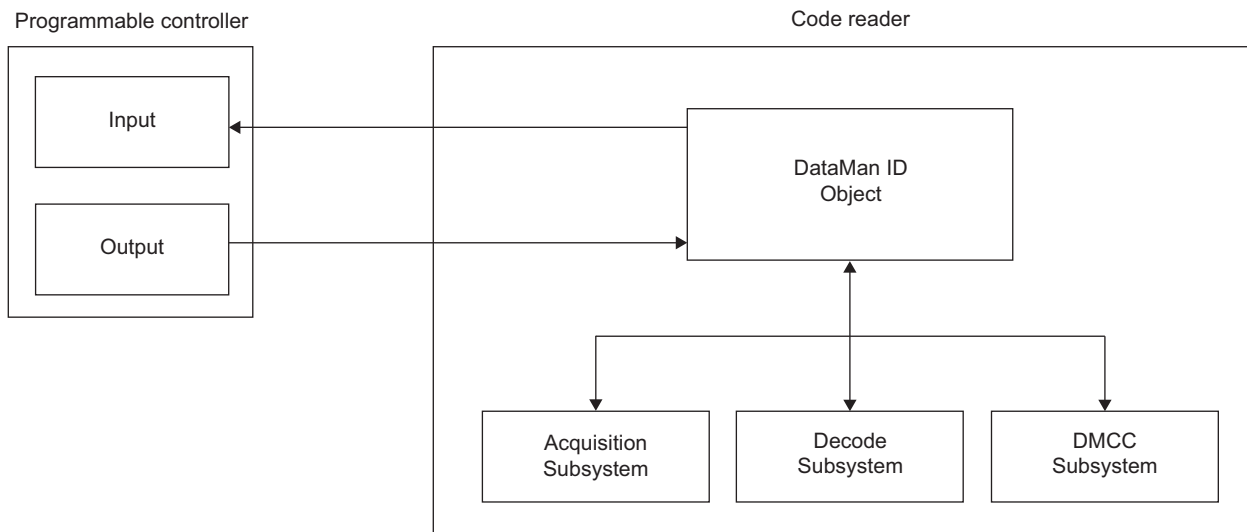 Programmable controller
Code reader
Input
Output
DataMan ID
Object
Acquisition
Subsystem
Decode
Subsystem
DMCC
Subsystem